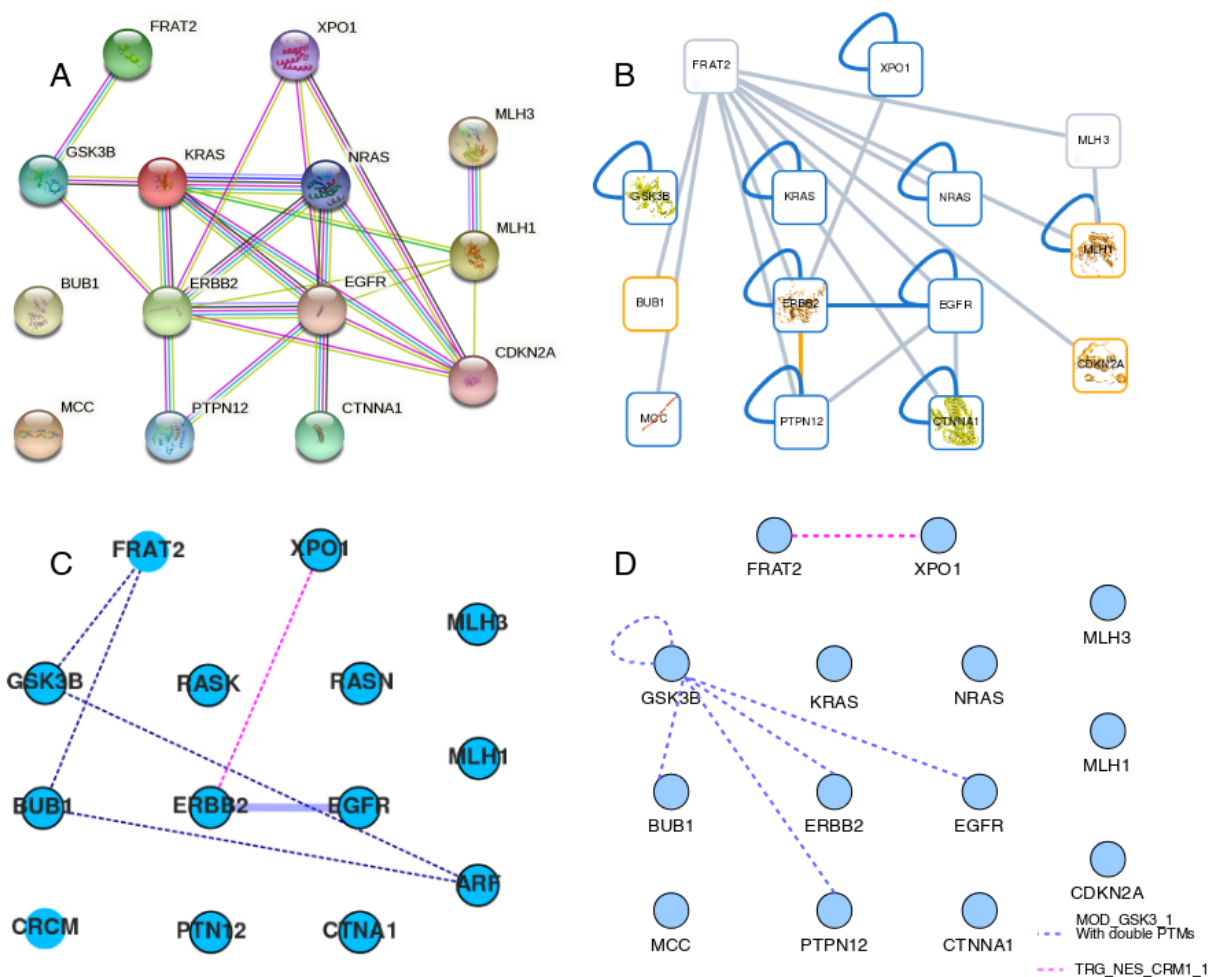 FRAT2
XPO1
A
MLH3
GSK3B
KRAS
NRAS
MLH1
BUB1
ERBB2
EGFR
CDKN2A
MCC
PTPN12
CTNNA1
B
FRAT2
XPO1
MLH3
GSK3B
KRAS
NRAS
MLH1
BUB1
ERBB2
EGFR
CDKN2A
MCC
PTPN12
CTNNA1
C
FRAT2
XPO1
MLH3
GSK3B
RASK
RASN
MLH1
BUB1
ERBB2
EGFR
ARF
CRCM
PTN12
CTNA1
D
FRAT2
XPO1
MLH3
GSK3B
KRAS
NRAS
MLH1
BUB1
ERBB2
EGFR
CDKN2A
MCC
PTPN12
CTNNA1
MOD_GSK3_1
With double PTMs
TRG_NES_CRM1_1